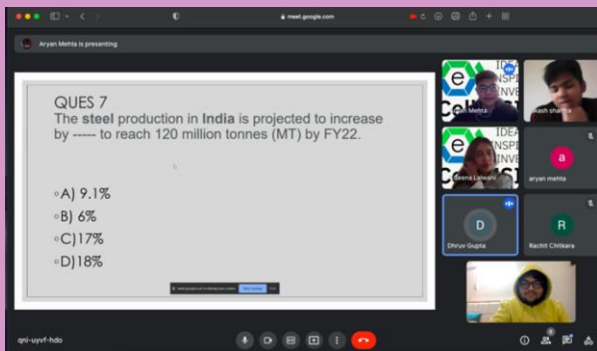 meet.google.com
Aryan Mehta is presenting
QUES 7
The steel production in India is projected to increase
by ----- to reach 120 million tonnes (MT) by FY22.
A) 9.1%
B) 6%
C)17%
D)18%
aryan mehta
Dhruv Gupta
Rachit Chitkara
qni-uyvf-hdo